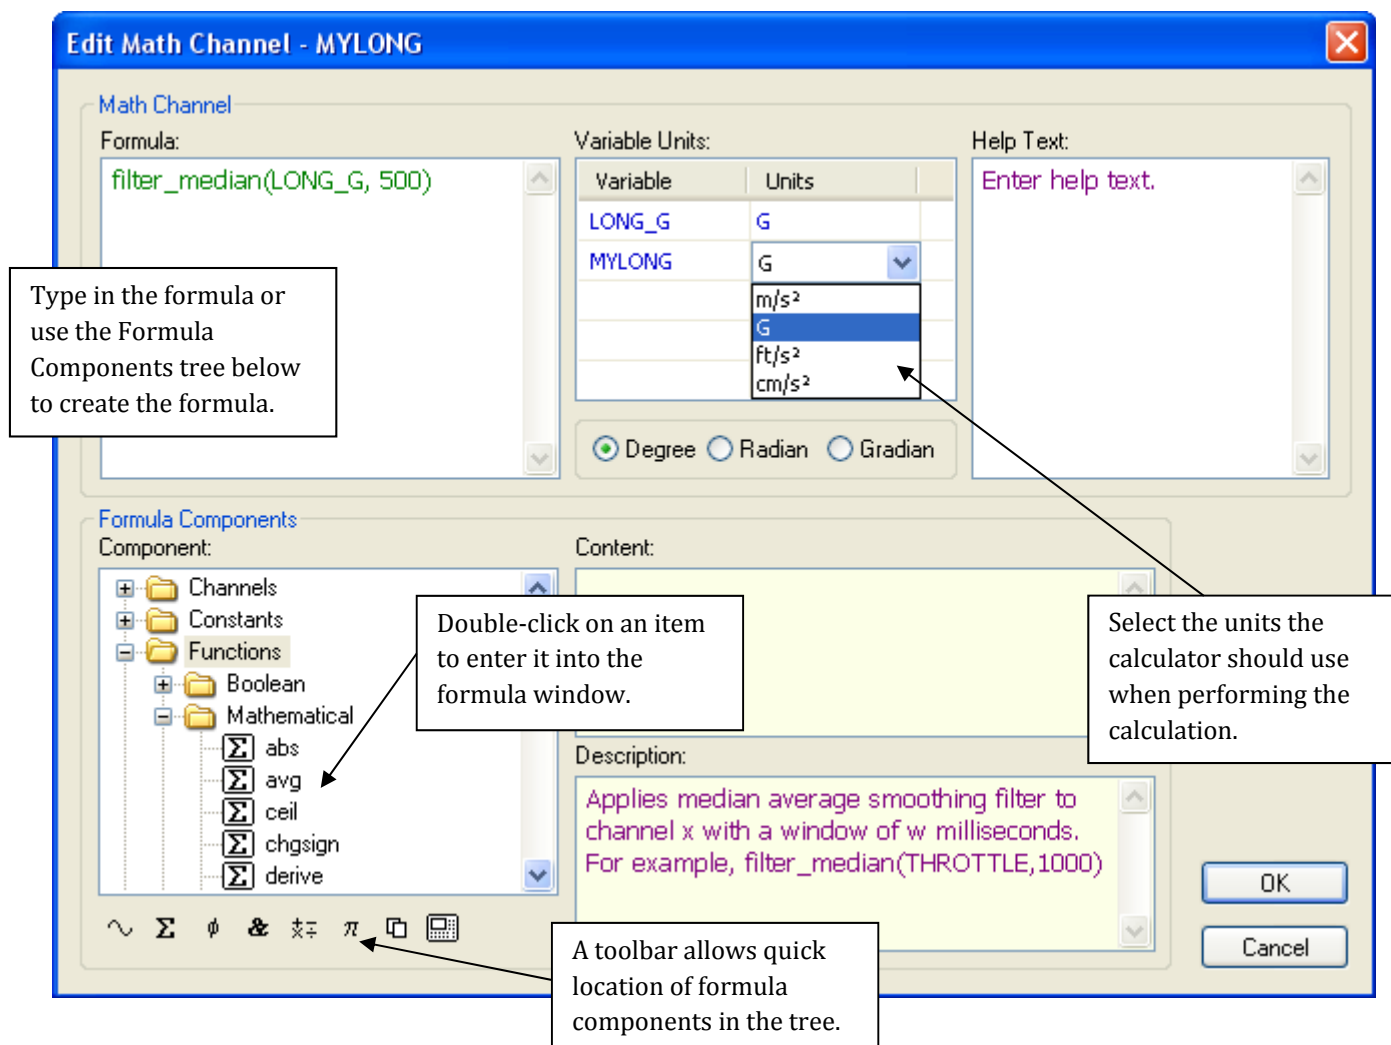 Edit Math Channel - MYLONG
Math Channel
Formula:
filter_median(LONG_G, 500)
Variable Units:
Variable Units
LONG_G G
MYLONG G
m/s²
G
ft/s²
cm/s²
Degree Radian Gradian
Help Text:
Enter help text.
Type in the formula or
use the Formula
Components tree below
to create the formula.
Formula Components
Component:
Channels
Constants
Functions
Boolean
Mathematical
Σ abs
Σ avg
Σ ceil
Σ chgsign
Σ derive
Double-click on an item
to enter it into the
formula window.
Content:
Select the units the
calculator should use
when performing the
calculation.
Description:
Applies median average smoothing filter to
channel x with a window of w milliseconds.
For example, filter_median(THROTTLE,1000)
Σ ϕ & π
A toolbar allows quick
location of formula
components in the tree.
OK
Cancel